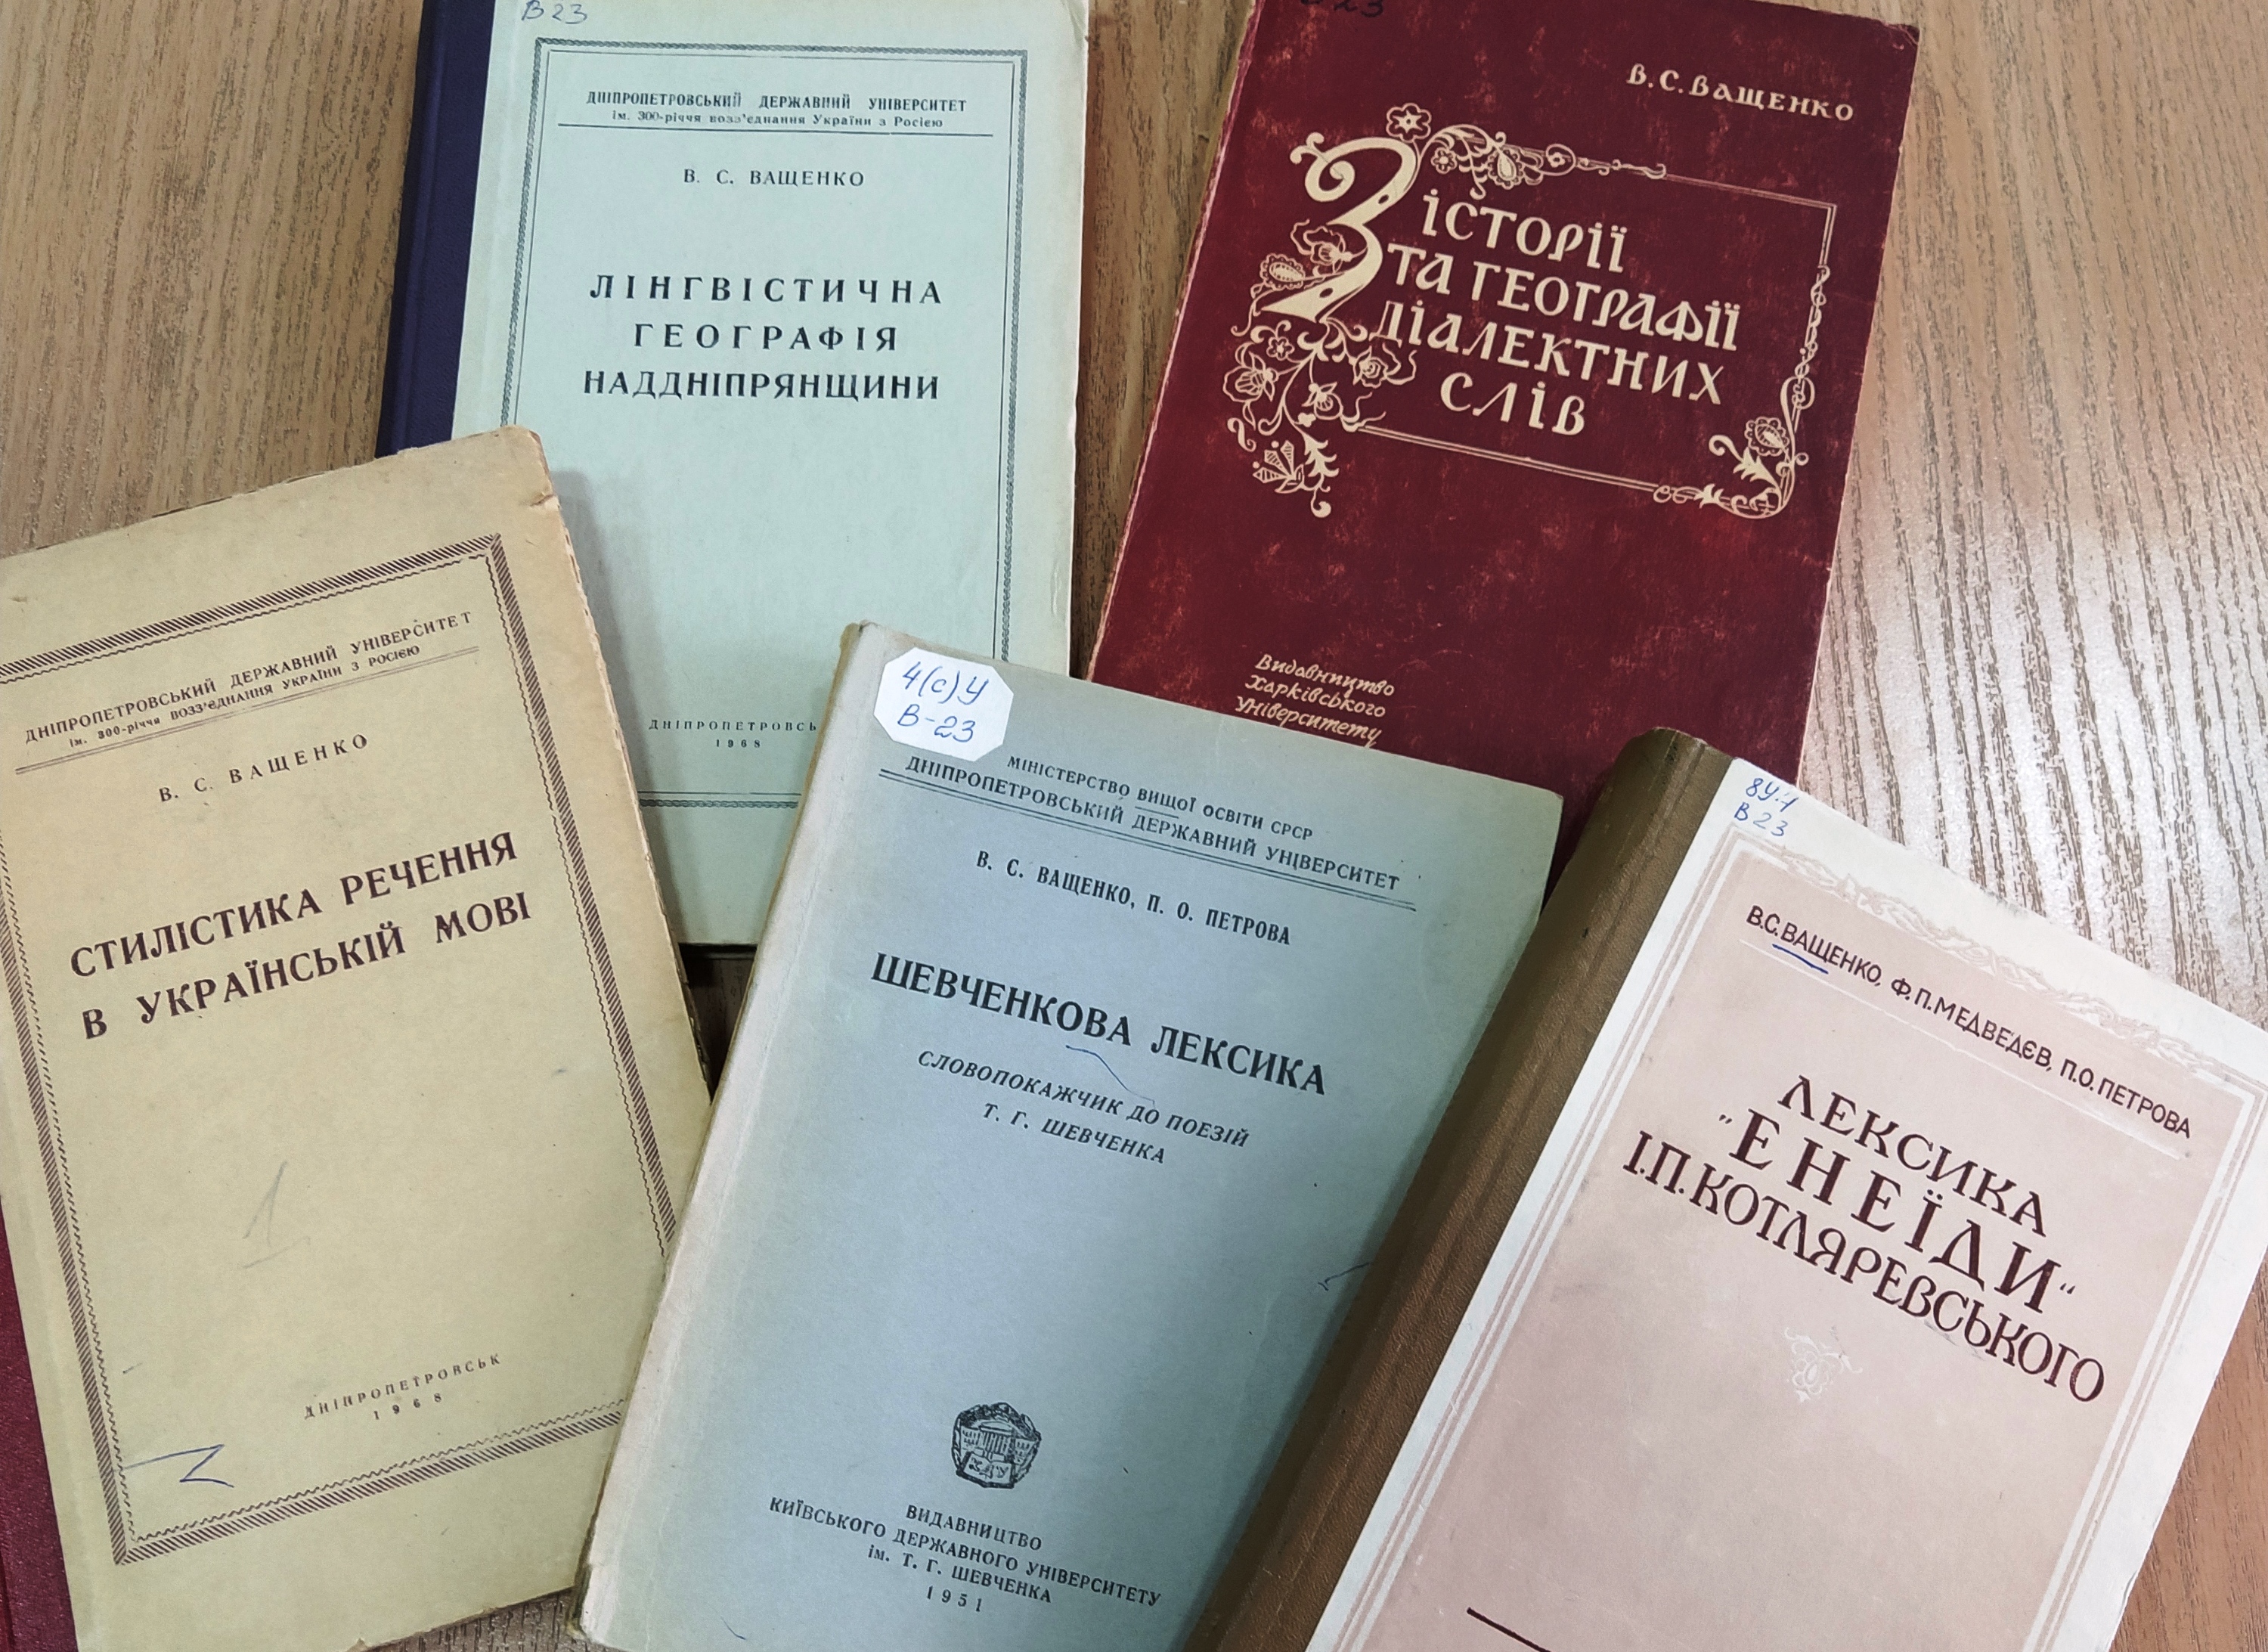 В 23
ДНІПРОПЕТРОВСЬКИЙ ДЕРЖАВНИЙ УНІВЕРСИТЕТ
ім. 300-річчя возз'єднання України з Росією
В. С. ВАЩЕНКО
ЛІНГВІСТИЧНА
ГЕОГРАФІЯ
НАДДНІПРЯНЩИНИ
1968
В. С. ВАЩЕНКО
З ІСТОРІЇ
ТА ГЕОГРАФІЇ
ДІАЛЕКТНИХ
СЛІВ
Видавництво
Харківського
Університету
ДНІПРОПЕТРОВСЬКИЙ ДЕРЖАВНИЙ УНІВЕРСИТЕТ
ім. 300-річчя ВОЗЗ'ЄДНАННЯ УКРАЇНИ З РОСІЄЮ
В. С. ВАЩЕНКО
СТИЛІСТИКА РЕЧЕННЯ
В УКРАЇНСЬКІЙ МОВІ
ДНІПРОПЕТРОВСЬК
1968
4(с)У
В-23
МІНІСТЕРСТВО ВИЩОЇ ОСВІТИ СРСР
ДНІПРОПЕТРОВСЬКИЙ ДЕРЖАВНИЙ УНІВЕРСИТЕТ
В. С. ВАЩЕНКО, П. О. ПЕТРОВА
ШЕВЧЕНКОВА ЛЕКСИКА
СЛОВОПОКАЖЧИК ДО ПОЕЗІЙ
Т. Г. ШЕВЧЕНКА
ВИДАВНИЦТВО
КИЇВСЬКОГО ДЕРЖАВНОГО УНІВЕРСИТЕТУ
ім. Т. Г. ШЕВЧЕНКА
1951
8У1
В 23
В.С. ВАЩЕНКО, Ф.П. МЕДВЕДЄВ, П.О. ПЕТРОВА
ЛЕКСИКА
"ЕНЕЇДИ"
І.П. КОТЛЯРЕВСЬКОГО